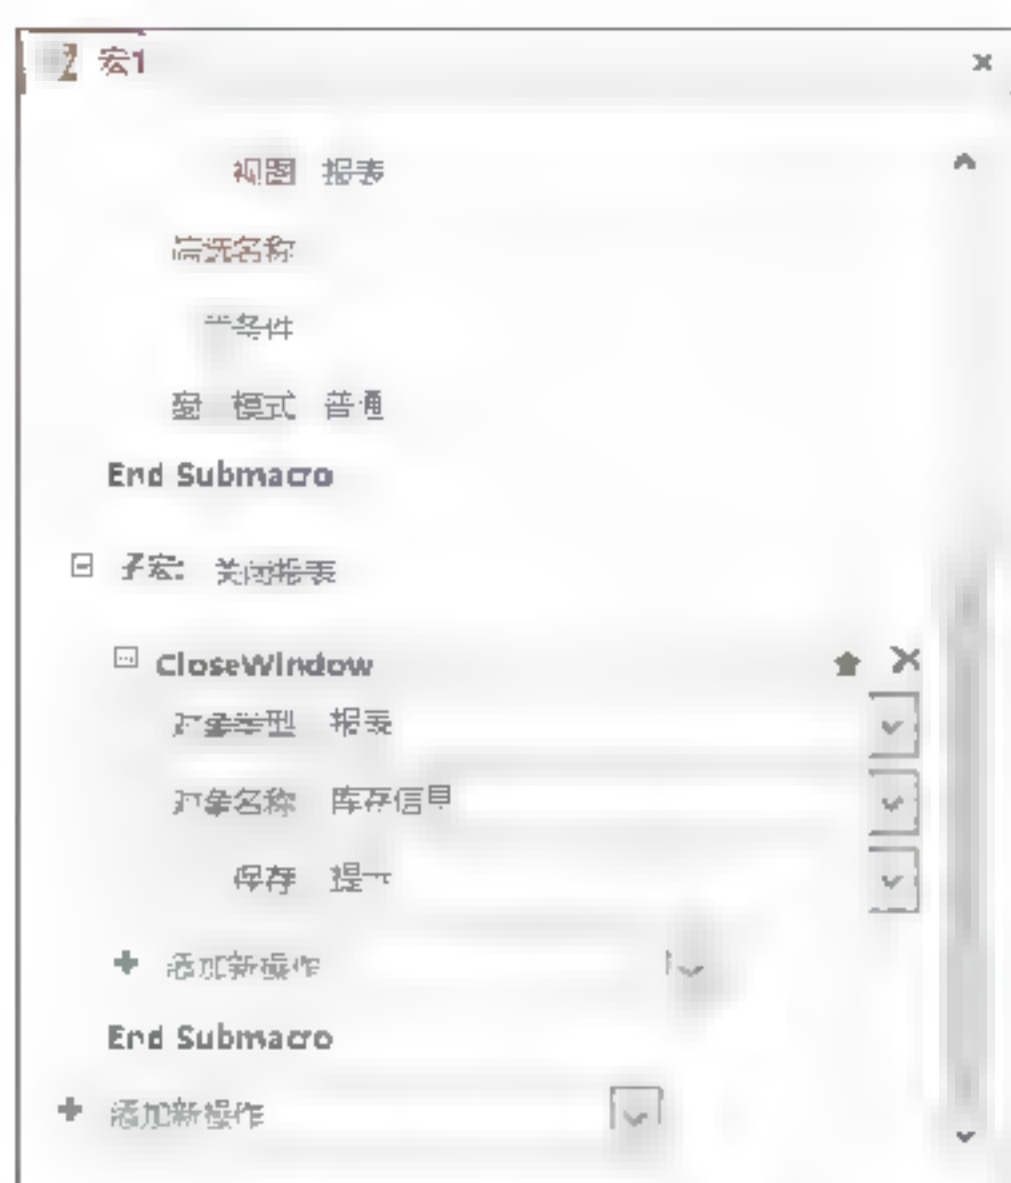 宏1
视图 报表
筛选名称
条件
模式 普通
End Submacro
子宏: 关闭报表
CloseWindow
对象类型 报表
对象名称 库存信息
保存 提示
添加新操作
End Submacro
添加新操作